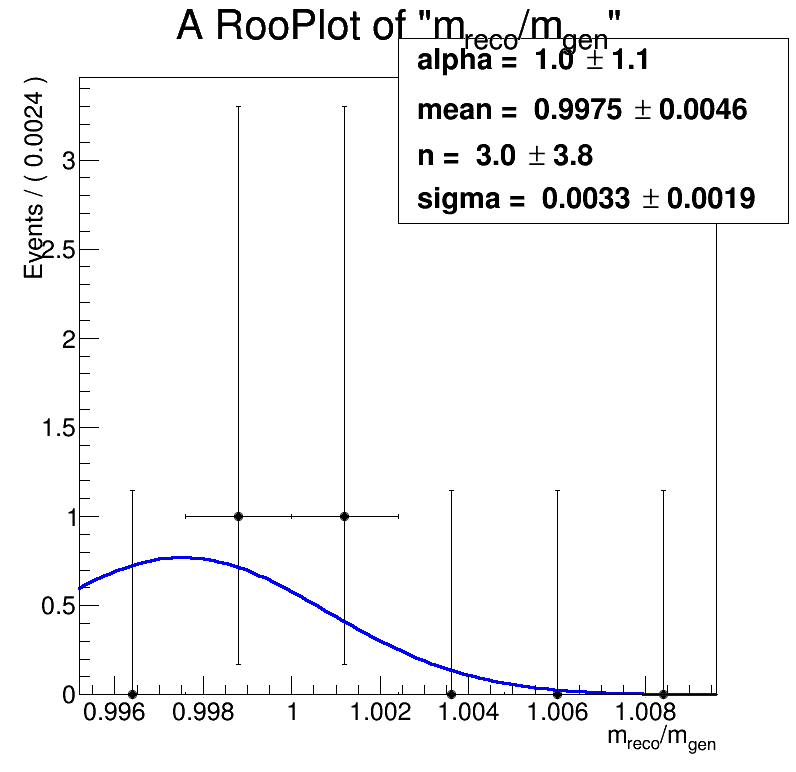 A RooPlot of "m_reco/m_gen"
alpha = 1.0 ± 1.1
mean = 0.9975 ± 0.0046
n = 3.0 ± 3.8
sigma = 0.0033 ± 0.0019
Events / ( 0.0024 )
3
2.5
2
1.5
1
0.5
0
0.996 0.998 1 1.002 1.004 1.006 1.008
m_reco/m_gen